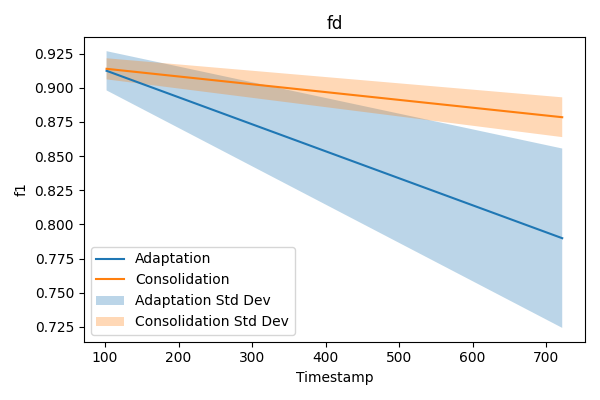 fd
0.925
0.900
0.875
0.850
0.825
0.800
0.775
0.750
0.725
f1
Adaptation
Consolidation
Adaptation Std Dev
Consolidation Std Dev
100 200 300 400 500 600 700
Timestamp